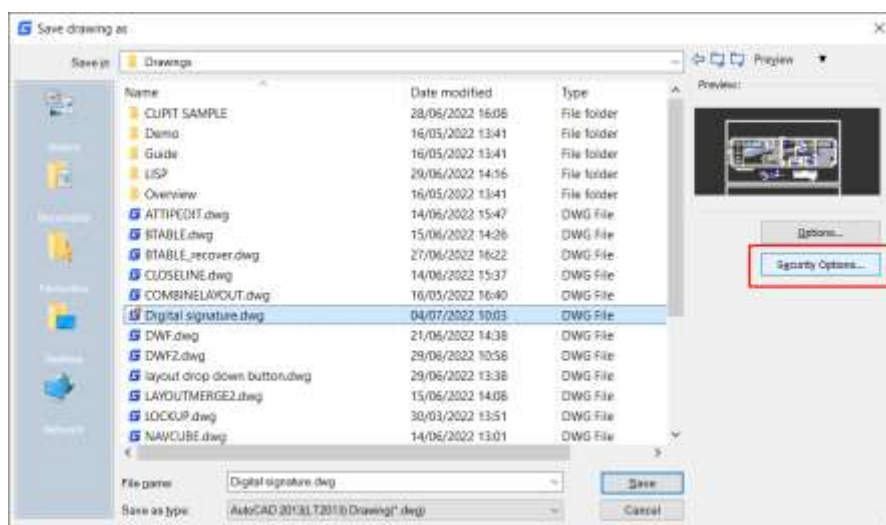 Save drawing as
Save in: Drawings
Preview
Preview:
Name Date modified Type
CLIPIT SAMPLE 28/06/2022 16:08 File folder
Demo 16/05/2022 13:41 File folder
Guide 16/05/2022 13:41 File folder
LISP 29/06/2022 14:16 File folder
Overview 16/05/2022 13:41 File folder
ATTIPEDIT.dwg 14/06/2022 15:47 DWG File
BTABLE.dwg 15/06/2022 14:26 DWG File
BTABLE_recover.dwg 27/06/2022 16:22 DWG File
CLOSELINE.dwg 14/06/2022 15:37 DWG File
COMBINELAYOUT.dwg 16/05/2022 16:40 DWG File
Digital signature.dwg 04/07/2022 10:03 DWG File
DWF.dwg 21/06/2022 14:38 DWG File
DWF2.dwg 29/06/2022 10:58 DWG File
layout drop down button.dwg 29/06/2022 13:38 DWG File
LAYOUTMERGE2.dwg 15/06/2022 14:08 DWG File
LOCKUP.dwg 30/03/2022 13:51 DWG File
NAVCUBE.dwg 14/06/2022 13:01 DWG File
Options...
Security Options...
File name: Digital signature.dwg Save
Save as type: AutoCAD 2013(LT2013) Drawing(*.dwg) Cancel